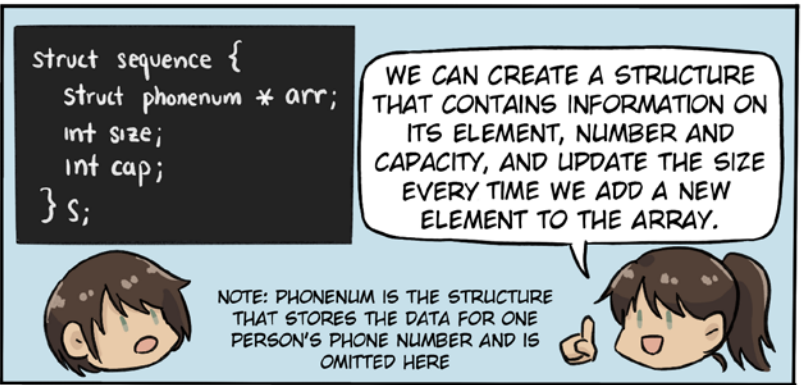 struct sequence {
struct phonenum * arr;
int size;
int cap;
} S;
WE CAN CREATE A STRUCTURE
THAT CONTAINS INFORMATION ON
ITS ELEMENT, NUMBER AND
CAPACITY, AND UPDATE THE SIZE
EVERY TIME WE ADD A NEW
ELEMENT TO THE ARRAY.
NOTE: PHONENUM IS THE STRUCTURE
THAT STORES THE DATA FOR ONE
PERSON'S PHONE NUMBER AND IS
OMITTED HERE